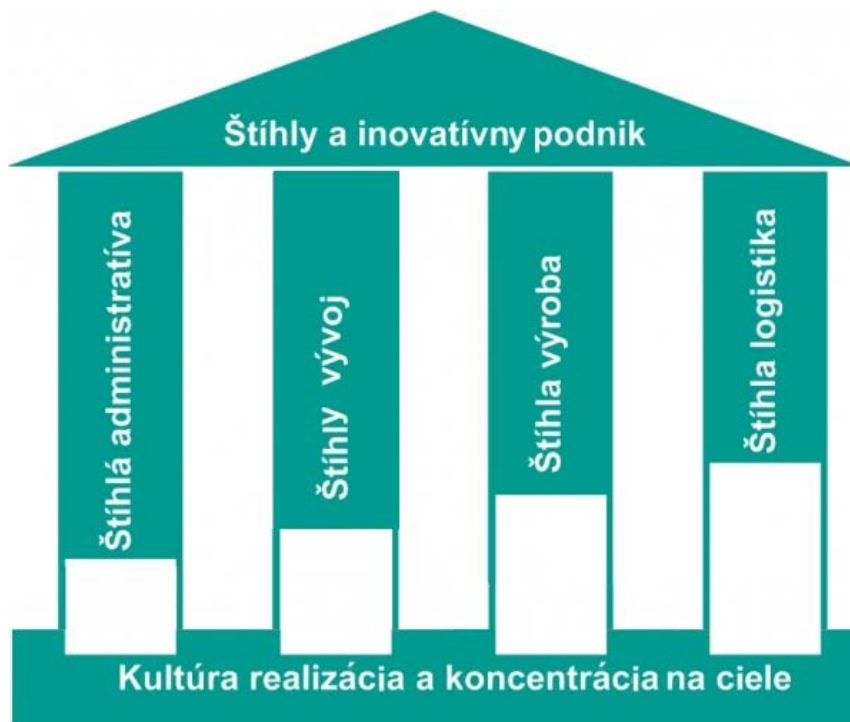 Štíhly a inovatívny podnik
Štíhlá administratíva
Štíhly vývoj
Štíhla výroba
Štíhla logistika
Kultúra realizácia a koncentrácia na ciele